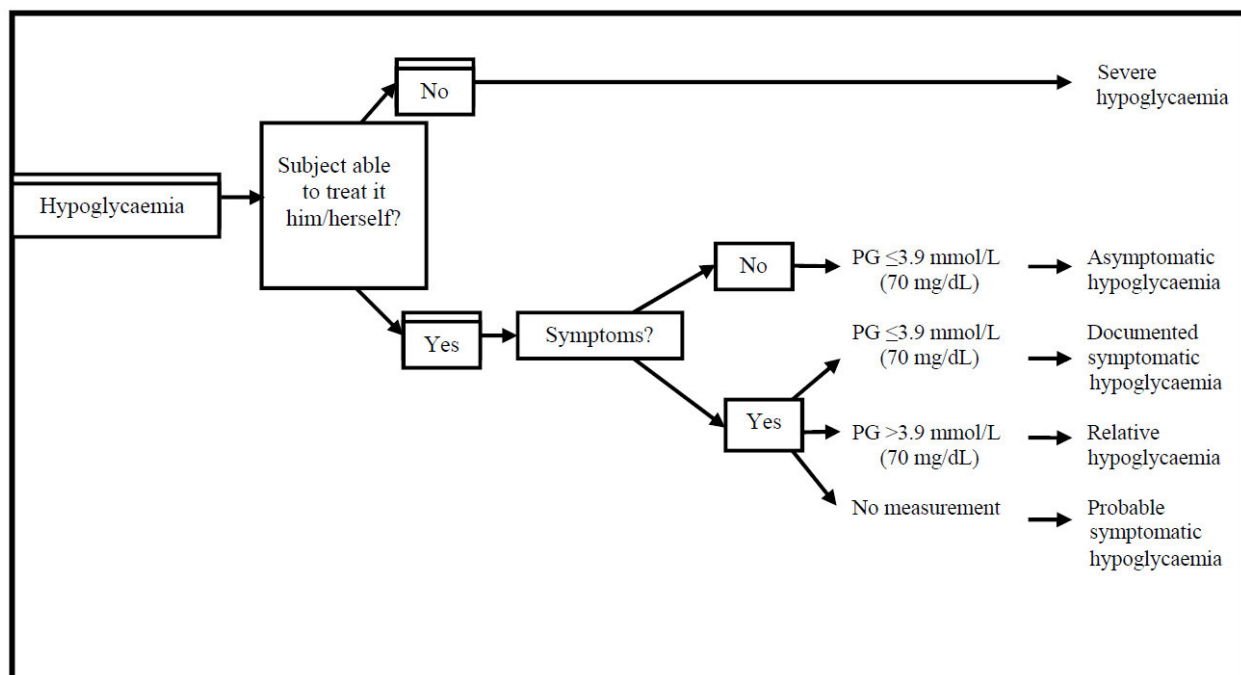 No
Severe
hypoglycaemia
Subject able
to treat it
him/herself?
Hypoglycaemia
No
PG ≤3.9 mmol/L
(70 mg/dL)
Asymptomatic
hypoglycaemia
Yes
Symptoms?
PG ≤3.9 mmol/L
(70 mg/dL)
Documented
symptomatic
hypoglycaemia
Yes
PG >3.9 mmol/L
(70 mg/dL)
Relative
hypoglycaemia
No measurement
Probable
symptomatic
hypoglycaemia